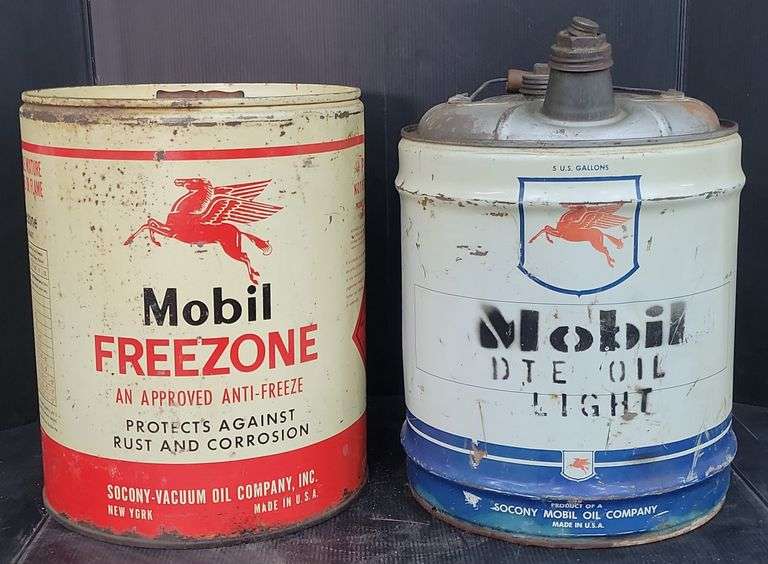 Mobil
FREEZONE
AN APPROVED ANTI-FREEZE
PROTECTS AGAINST
RUST AND CORROSION
SOCONY-VACUUM OIL COMPANY, INC.
NEW YORK
MADE IN U.S.A.
5 U.S. GALLONS
Mobil
DTE OIL
LIGHT
PRODUCT OF A
SOCONY MOBIL OIL COMPANY
MADE IN U.S.A.